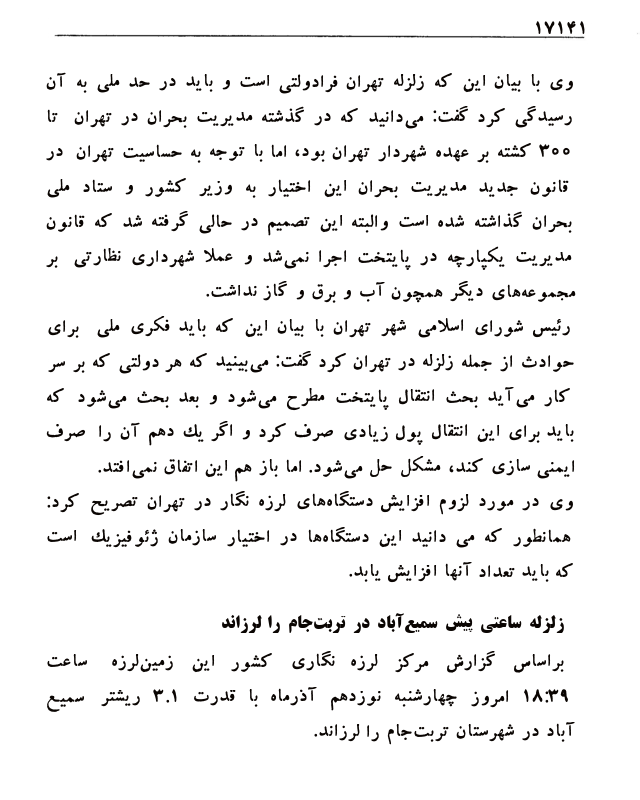 ۱۷۱۴۱
وی با بیان این که زلزله تهران فرادولتی است و باید در حد ملی به آن
رسیدگی کرد گفت: می‌دانید که در گذشته مدیریت بحران در تهران تا
۳۰۰ کشته بر عهده شهردار تهران بود، اما با توجه به حساسیت تهران در
قانون جدید مدیریت بحران این اختیار به وزیر کشور و ستاد ملی
بحران گذاشته شده است والبته این تصمیم در حالی گرفته شد که قانون
مدیریت یکپارچه در پایتخت اجرا نمی‌شد و عملا شهرداری نظارتی بر
مجموعه‌های دیگر همچون آب و برق و گاز نداشت.
رئیس شورای اسلامی شهر تهران با بیان این که باید فکری ملی برای
حوادث از جمله زلزله در تهران کرد گفت: می‌بینید که هر دولتی که بر سر
کار می‌آید بحث انتقال پایتخت مطرح می‌شود و بعد بحث می‌شود که
باید برای این انتقال پول زیادی صرف کرد و اگر یك دهم آن را صرف
ایمنی سازی کند، مشکل حل می‌شود. اما باز هم این اتفاق نمی‌افتد.
وی در مورد لزوم افزایش دستگاه‌های لرزه نگار در تهران تصریح کرد:
همانطور که می دانید این دستگاه‌ها در اختیار سازمان ژئوفیزیك است
که باید تعداد آنها افزایش یابد.
زلزله ساعتی پیش سمیع‌آباد در تربت‌جام را لرزاند
براساس گزارش مرکز لرزه نگاری کشور این زمین‌لرزه ساعت
۱۸:۳۹ امروز چهارشنبه نوزدهم آذرماه با قدرت ۳.۱ ریشتر سمیع
آباد در شهرستان تربت‌جام را لرزاند.